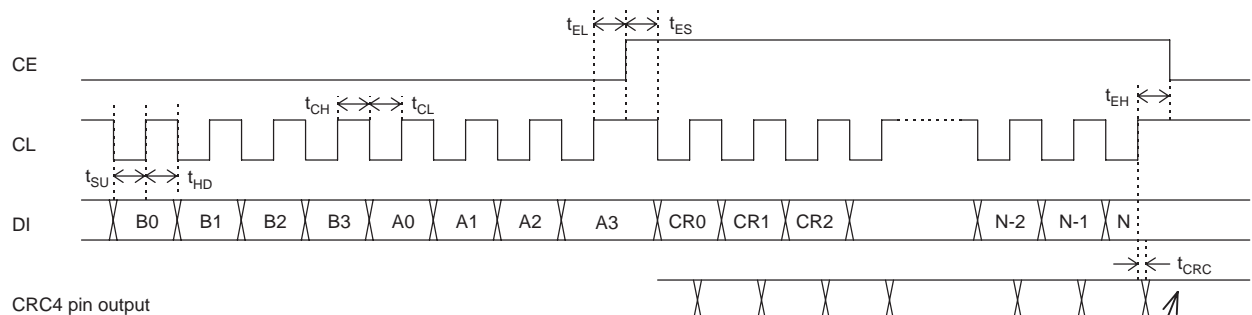 tEL tES
CE
tCH tCL tEH
CL
tSU tHD
DI B0 B1 B2 B3 A0 A1 A2 A3 CR0 CR1 CR2 N-2 N-1 N
tCRC
CRC4 pin output